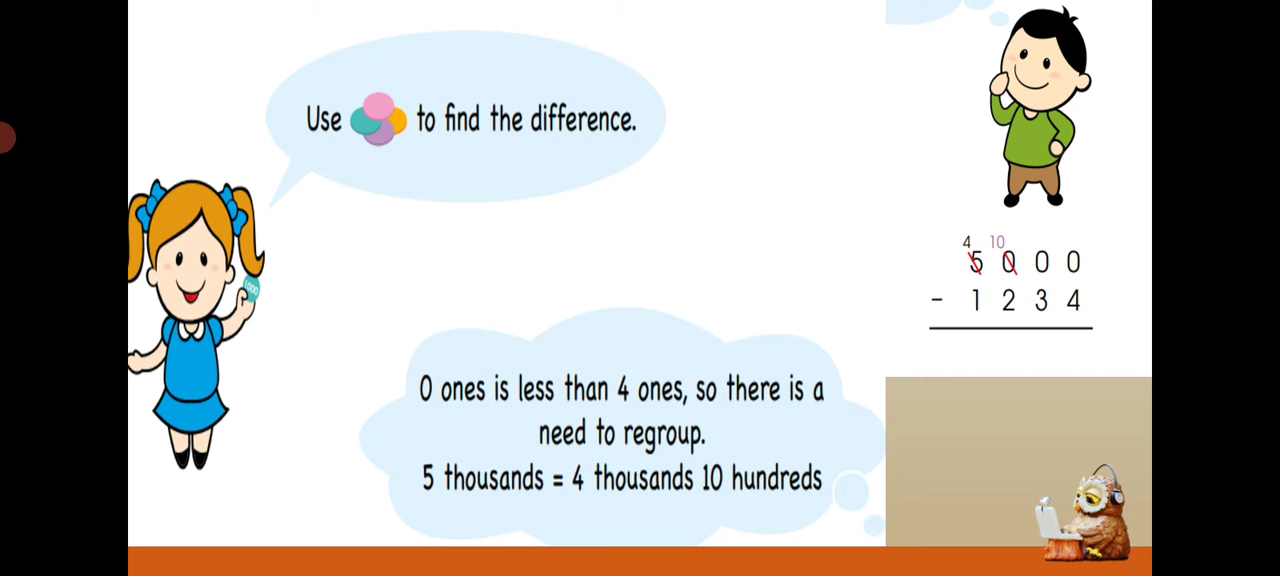 Use to find the difference.
1000
4 10
5 0 0 0
- 1 2 3 4
0 ones is less than 4 ones, so there is a
need to regroup.
5 thousands = 4 thousands 10 hundreds